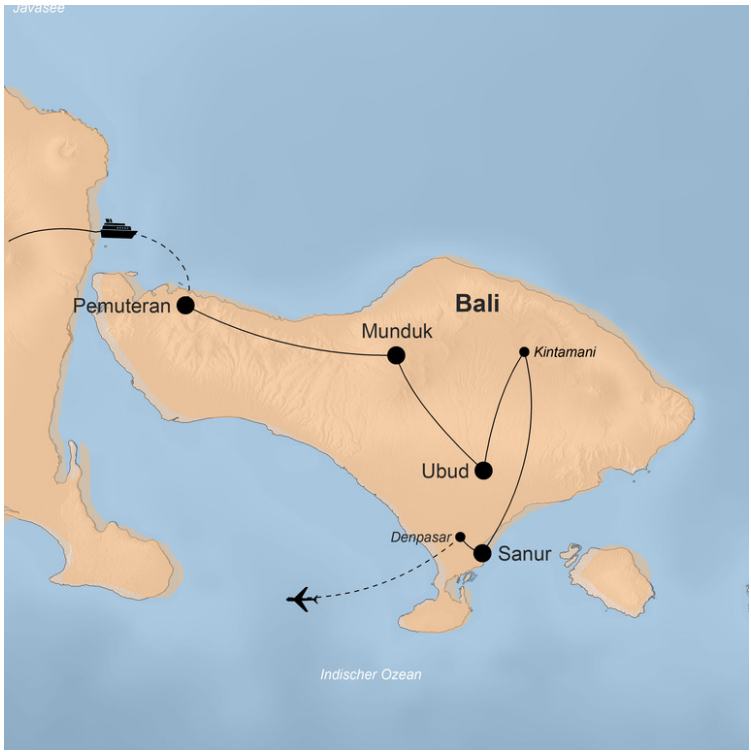 Javasee
Bali
Pemuteran
Munduk
Kintamani
Ubud
Denpasar
Sanur
Indischer Ozean